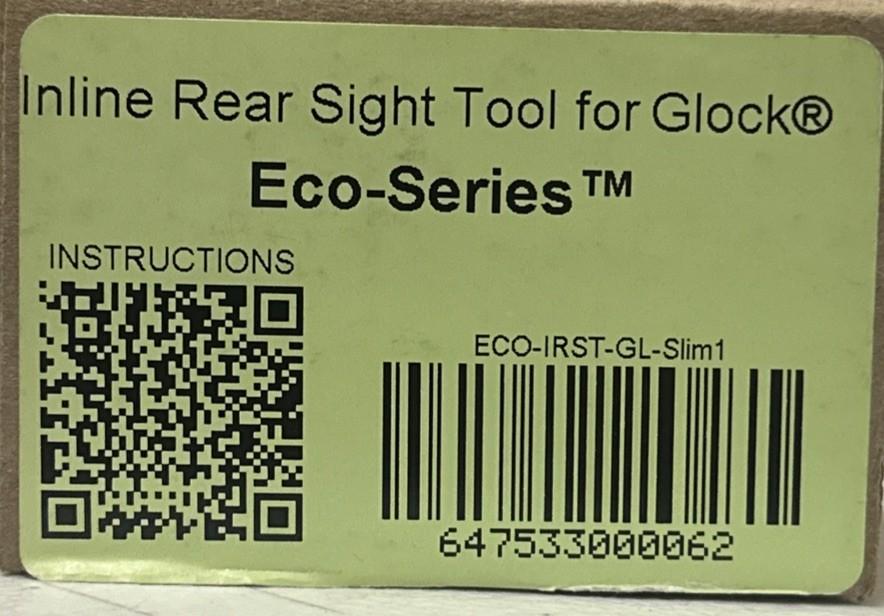 Inline Rear Sight Tool for Glock®
Eco-Series™
INSTRUCTIONS
ECO-IRST-GL-Slim1
647533000062